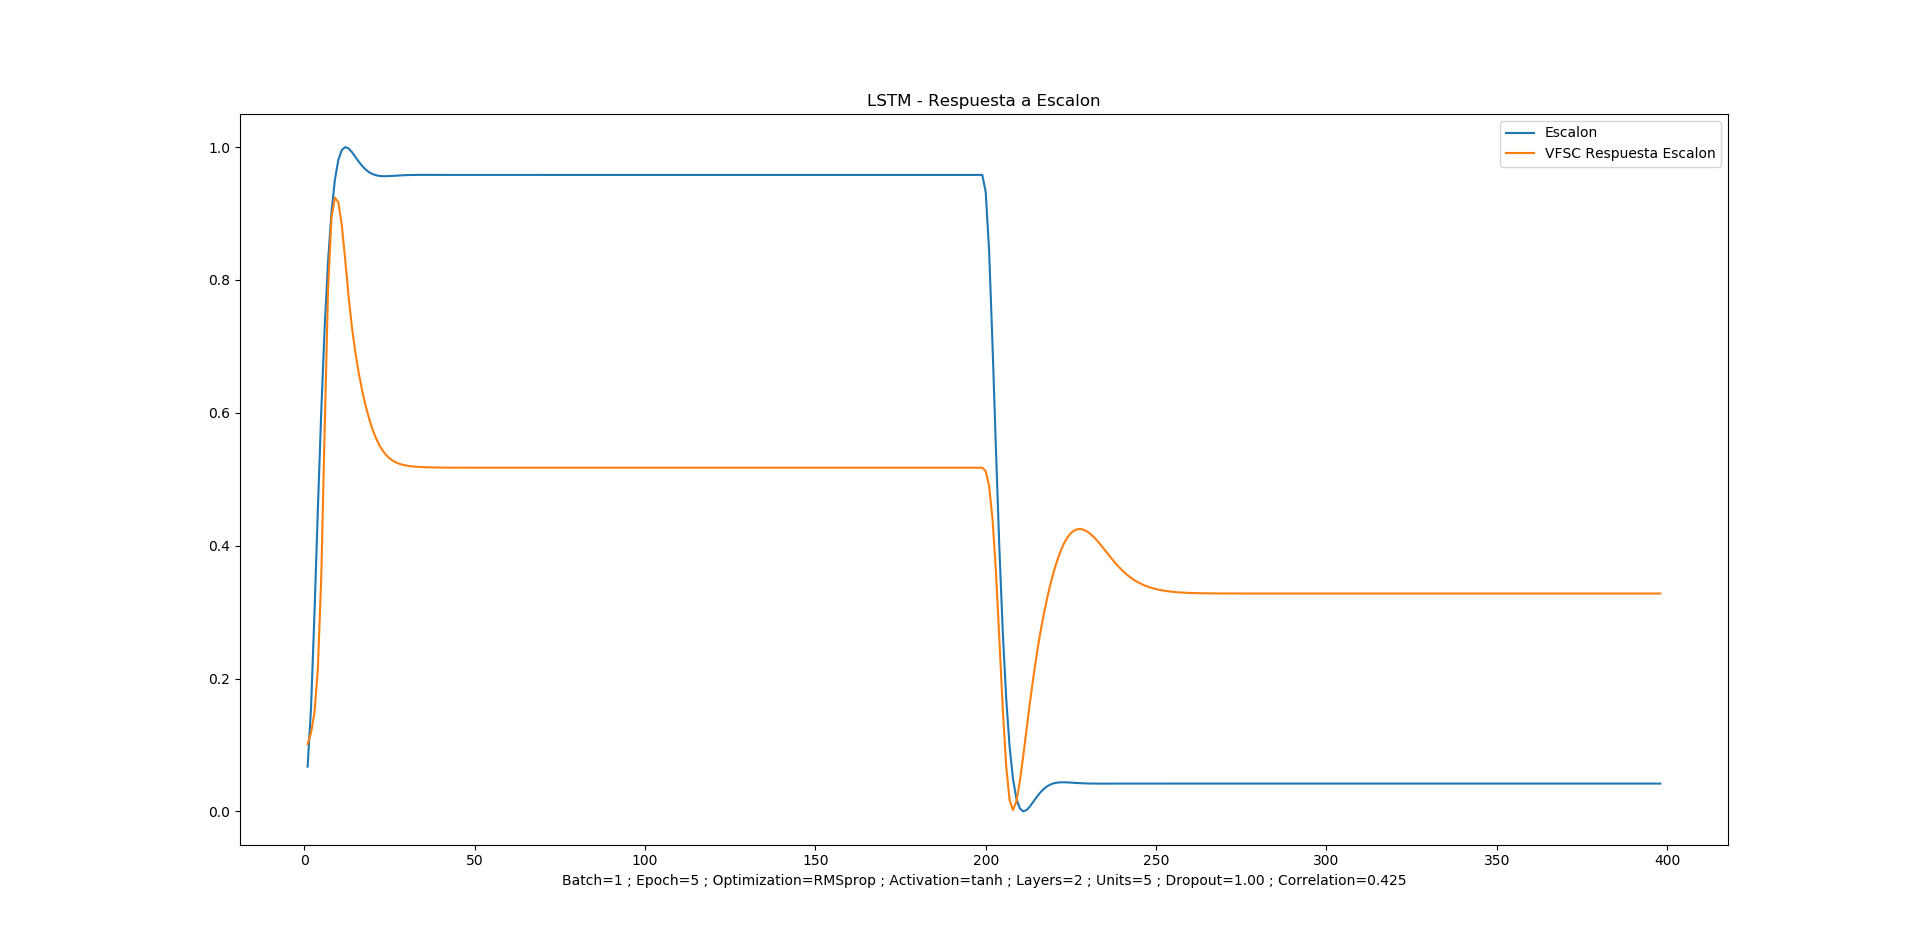 LSTM - Respuesta a Escalon
Escalon
VFSC Respuesta Escalon
1.0
0.8
0.6
0.4
0.2
0.0
0 50 100 150 200 250 300 350 400
Batch=1 ; Epoch=5 ; Optimization=RMSprop ; Activation=tanh ; Layers=2 ; Units=5 ; Dropout=1.00 ; Correlation=0.425